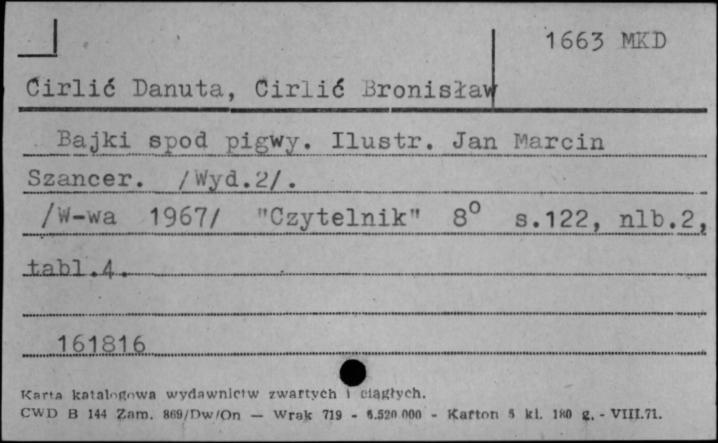 1663 MKD
Ćirlić Danuta, Ćirlić Bronisław
Bajki spod pigwy. Ilustr. Jan Marcin
Szancer. /Wyd.2/.
/W-wa 1967/ "Czytelnik" 8° s.122, nlb.2,
tabl.4.
161816
Karta katalogowa wydawnictw zwartych i ciągłych.
CWD B 144 Zam. 869/Dw/On — Wrak 719 - 6.520.000 - Karton 5 kl. 180 g. - VIII.71.